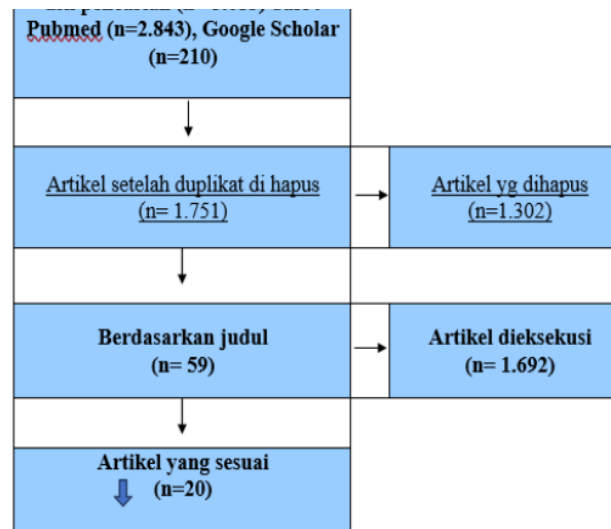 Pubmed (n=2.843), Google Scholar
(n=210)
Artikel setelah duplikat di hapus
(n= 1.751)
Artikel yg dihapus
(n=1.302)
Berdasarkan judul
(n= 59)
Artikel dieksekusi
(n= 1.692)
Artikel yang sesuai
(n=20)